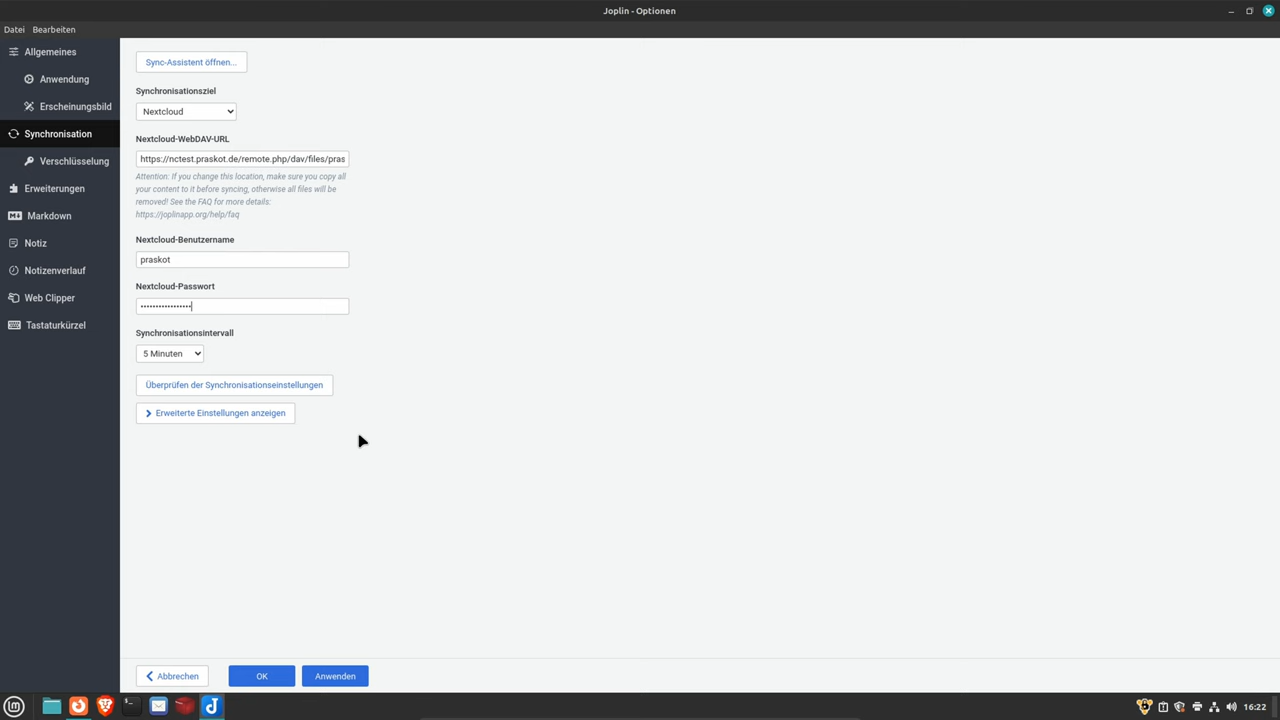 Joplin - Optionen
Datei Bearbeiten
Allgemeines
Anwendung
Erscheinungsbild
Synchronisation
Verschlüsselung
Erweiterungen
Markdown
Notiz
Notizenverlauf
Web Clipper
Tastaturkürzel
Sync-Assistent öffnen...
Synchronisationsziel
Nextcloud
Nextcloud-WebDAV-URL
https://nctest.praskot.de/remote.php/dav/files/pras
Attention: If you change this location, make sure you copy all
your content to it before syncing, otherwise all files will be
removed! See the FAQ for more details:
https://joplinapp.org/help/faq
Nextcloud-Benutzername
praskot
Nextcloud-Passwort
•••••••••••••••••
Synchronisationsintervall
5 Minuten
Überprüfen der Synchronisationseinstellungen
Erweiterte Einstellungen anzeigen
Abbrechen OK Anwenden
16:22